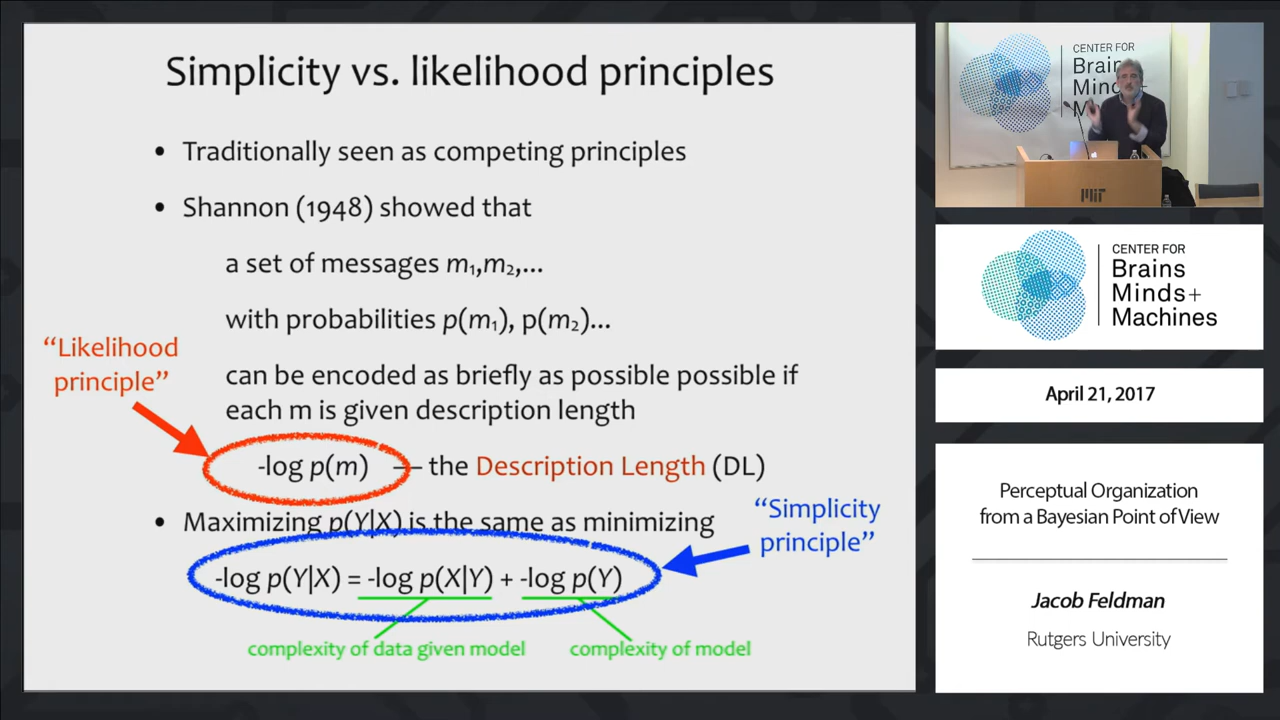 Simplicity vs. likelihood principles
• Traditionally seen as competing principles
• Shannon (1948) showed that
a set of messages m₁,m₂,...
with probabilities p(m₁), p(m₂)...
"Likelihood
principle"
can be encoded as briefly as possible possible if
each m is given description length
-log p(m) — the Description Length (DL)
• Maximizing p(Y|X) is the same as minimizing
"Simplicity
principle"
-log p(Y|X) = -log p(X|Y) + -log p(Y)
complexity of data given model
complexity of model
CENTER FOR
Brains
Minds+
M
MIT
CENTER FOR
Brains
Minds+
Machines
April 21, 2017
Perceptual Organization
from a Bayesian Point of View
Jacob Feldman
Rutgers University